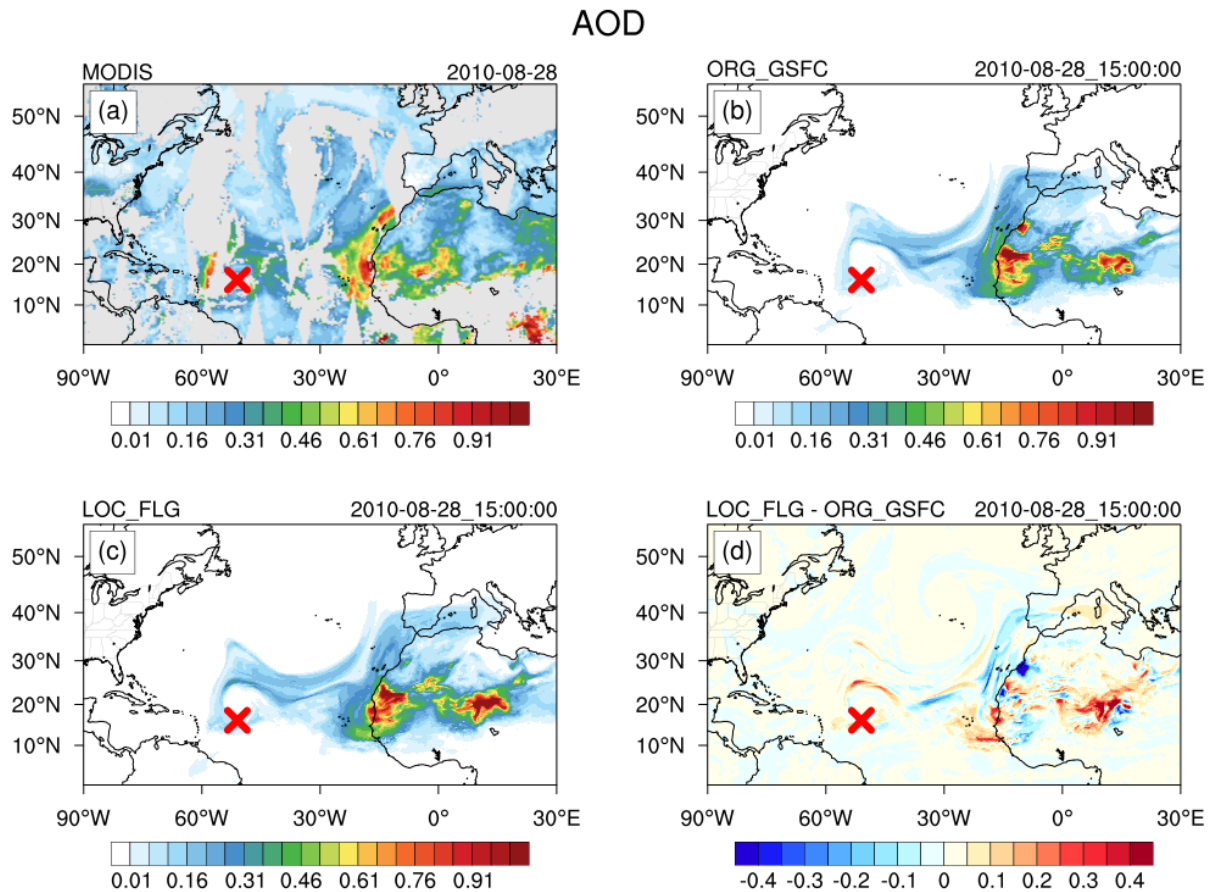 AOD
MODIS 2010-08-28
(a)
50°N
40°N
30°N
20°N
10°N
90°W 60°W 30°W 0° 30°E
0.01 0.16 0.31 0.46 0.61 0.76 0.91
ORG_GSFC 2010-08-28_15:00:00
(b)
50°N
40°N
30°N
20°N
10°N
90°W 60°W 30°W 0° 30°E
0.01 0.16 0.31 0.46 0.61 0.76 0.91
LOC_FLG 2010-08-28_15:00:00
(c)
50°N
40°N
30°N
20°N
10°N
90°W 60°W 30°W 0° 30°E
0.01 0.16 0.31 0.46 0.61 0.76 0.91
LOC_FLG - ORG_GSFC 2010-08-28_15:00:00
(d)
50°N
40°N
30°N
20°N
10°N
90°W 60°W 30°W 0° 30°E
-0.4 -0.3 -0.2 -0.1 0 0.1 0.2 0.3 0.4